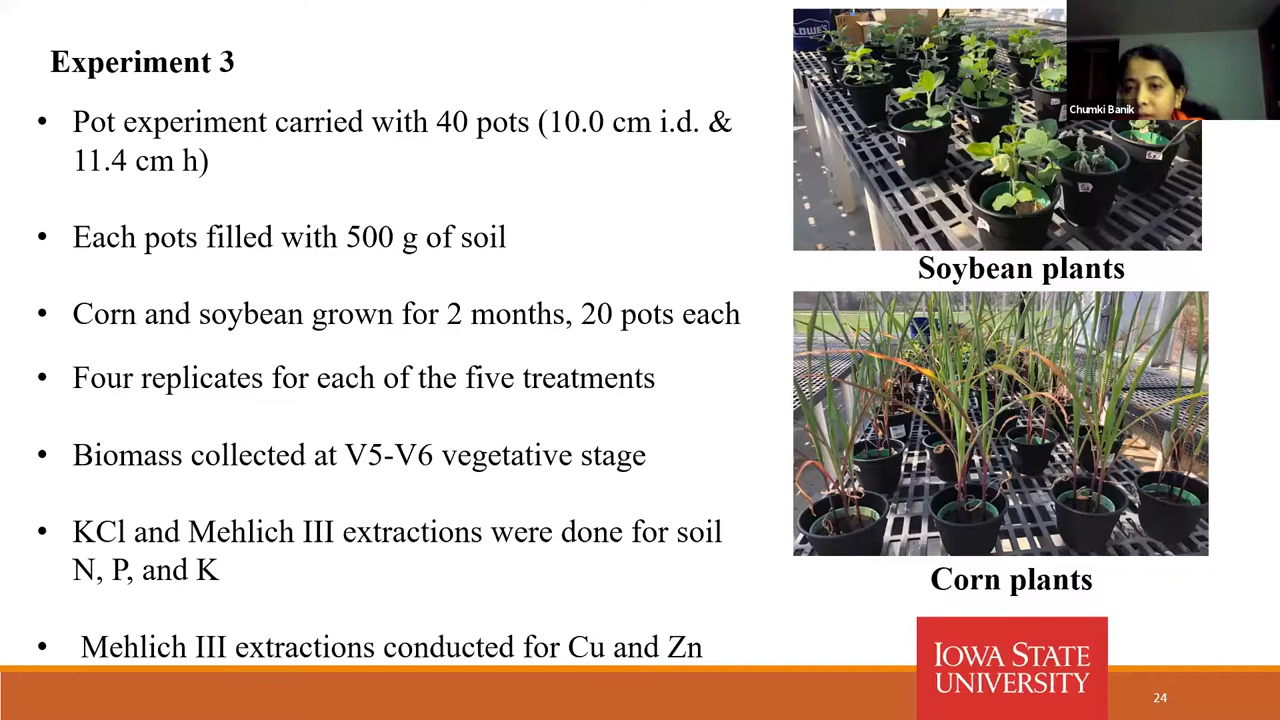 Experiment 3
• Pot experiment carried with 40 pots (10.0 cm i.d. &
11.4 cm h)
• Each pots filled with 500 g of soil
• Corn and soybean grown for 2 months, 20 pots each
• Four replicates for each of the five treatments
• Biomass collected at V5-V6 vegetative stage
• KCl and Mehlich III extractions were done for soil
N, P, and K
• Mehlich III extractions conducted for Cu and Zn
LOWE'S
Chumki Banik
Soybean plants
Corn plants
IOWA STATE
UNIVERSITY
24